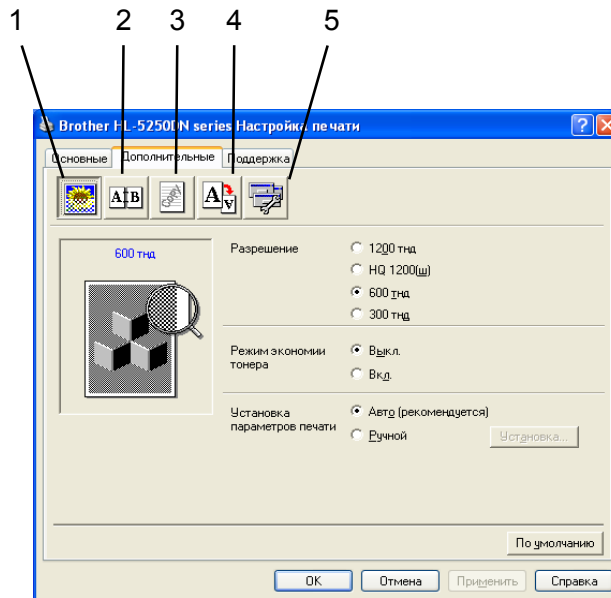 1 2 3 4 5
Brother HL-5250DN series Настройка печати
Основные Дополнительные Поддержка
A B Copy A A
600 тнд
Разрешение
1200 тнд
HQ 1200(ш)
600 тнд
300 тнд
Режим экономии
тонера
Выкл.
Вкл.
Установка
параметров печати
Авто (рекомендуется)
Ручной
Установка...
По умолчанию
OK Отмена Применить Справка